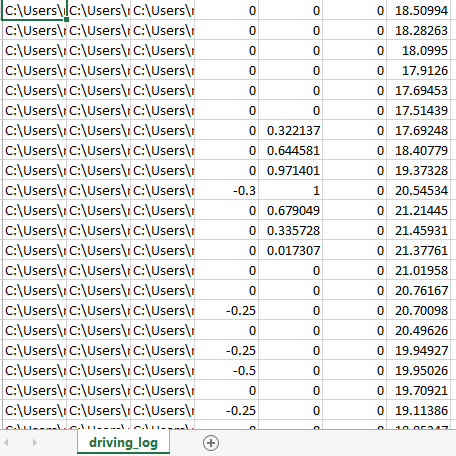 C:\Users\r C:\Users\r C:\Users\r 0 0 0 18.50994
C:\Users\r C:\Users\r C:\Users\r 0 0 0 18.28263
C:\Users\r C:\Users\r C:\Users\r 0 0 0 18.0995
C:\Users\r C:\Users\r C:\Users\r 0 0 0 17.9126
C:\Users\r C:\Users\r C:\Users\r 0 0 0 17.69453
C:\Users\r C:\Users\r C:\Users\r 0 0 0 17.51439
C:\Users\r C:\Users\r C:\Users\r 0 0.322137 0 17.69248
C:\Users\r C:\Users\r C:\Users\r 0 0.644581 0 18.40779
C:\Users\r C:\Users\r C:\Users\r 0 0.971401 0 19.37328
C:\Users\r C:\Users\r C:\Users\r -0.3 1 0 20.54534
C:\Users\r C:\Users\r C:\Users\r 0 0.679049 0 21.21445
C:\Users\r C:\Users\r C:\Users\r 0 0.335728 0 21.45931
C:\Users\r C:\Users\r C:\Users\r 0 0.017307 0 21.37761
C:\Users\r C:\Users\r C:\Users\r 0 0 0 21.01958
C:\Users\r C:\Users\r C:\Users\r 0 0 0 20.76167
C:\Users\r C:\Users\r C:\Users\r -0.25 0 0 20.70098
C:\Users\r C:\Users\r C:\Users\r 0 0 0 20.49626
C:\Users\r C:\Users\r C:\Users\r -0.25 0 0 19.94927
C:\Users\r C:\Users\r C:\Users\r -0.5 0 0 19.95026
C:\Users\r C:\Users\r C:\Users\r 0 0 0 19.70921
C:\Users\r C:\Users\r C:\Users\r -0.25 0 0 19.11386
driving_log